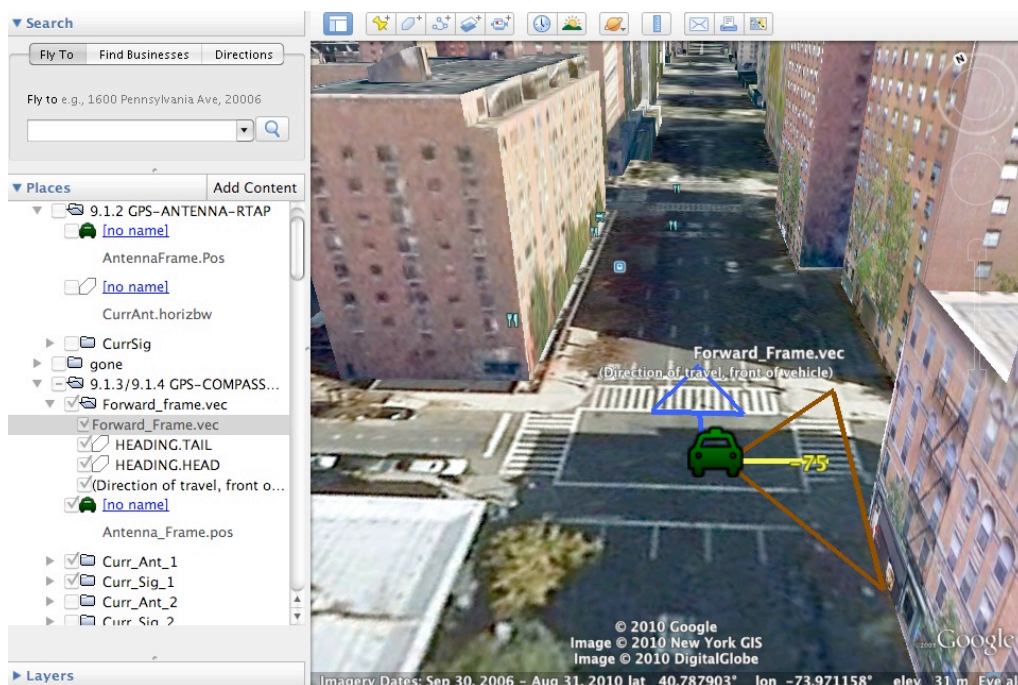 ▼ Search
Fly To
Find Businesses
Directions
Fly to e.g., 1600 Pennsylvania Ave, 20006
▼ Places
Add Content
9.1.2 GPS-ANTENNA-RTAP
[no name]
AntennaFrame.Pos
[no name]
CurrAnt.horizbw
CurrSig
gone
9.1.3/9.1.4 GPS-COMPASS...
Forward_frame.vec
Forward_Frame.vec
HEADING.TAIL
HEADING.HEAD
(Direction of travel, front o...
[no name]
Antenna_Frame.pos
Curr_Ant_1
Curr_Sig_1
Curr_Ant_2
Curr_Sig_2
▶ Layers
N
Forward_Frame.vec
(Direction of travel, front of vehicle)
-75
© 2010 Google
Image © 2010 New York GIS
Image © 2010 DigitalGlobe
Google
Imagery Dates: Sep 30, 2006 - Aug 31, 2010 lat 40.787903° lon -73.971158° elev 31 m Eye al